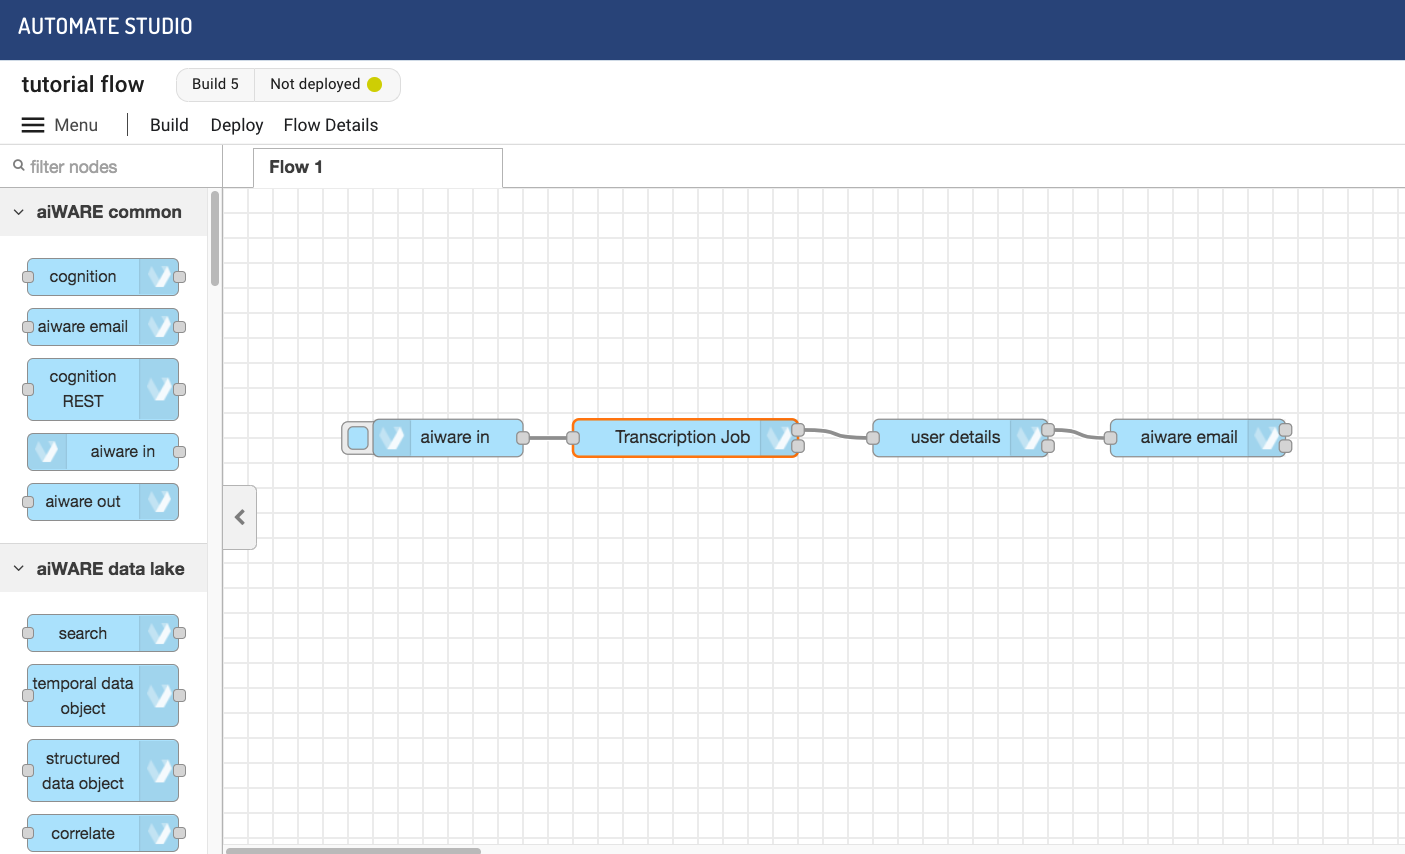 AUTOMATE STUDIO
tutorial flow
Build 5
Not deployed
Menu
Build
Deploy
Flow Details
filter nodes
Flow 1
aiWARE common
cognition
aiware email
cognition
REST
aiware in
aiware out
aiWARE data lake
search
temporal data
object
structured
data object
correlate
aiware in
Transcription Job
user details
aiware email